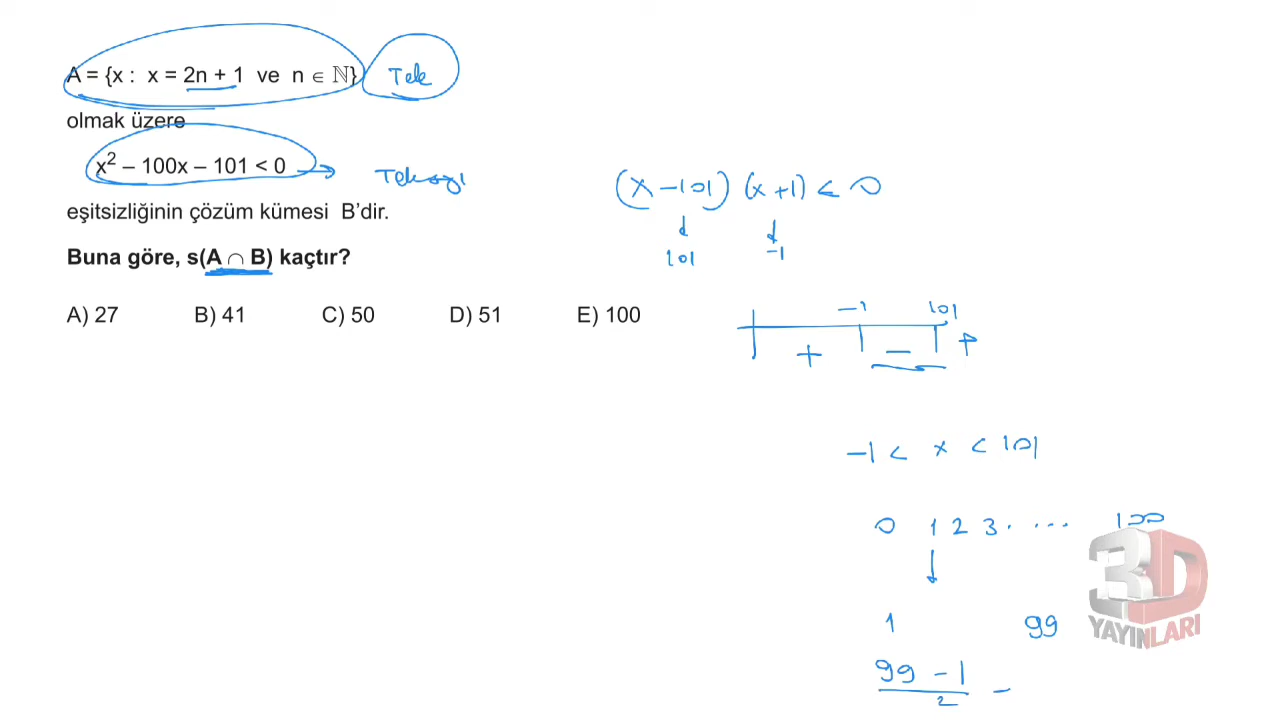 A = {x : x = 2n + 1 ve n ∈ ℕ} Tek
olmak üzere
x² – 100x – 101 < 0 → Tek sayı
eşitsizliğinin çözüm kümesi B’dir.
Buna göre, s(A ∩ B) kaçtır?
A) 27 B) 41 C) 50 D) 51 E) 100
(x – 101) (x + 1) < 0
101 –1
–1 101
+ – +
–1 < x < 101
0 1 2 3 . ... 100
1 99
99 – 1
2 =
3D
YAYINLARI